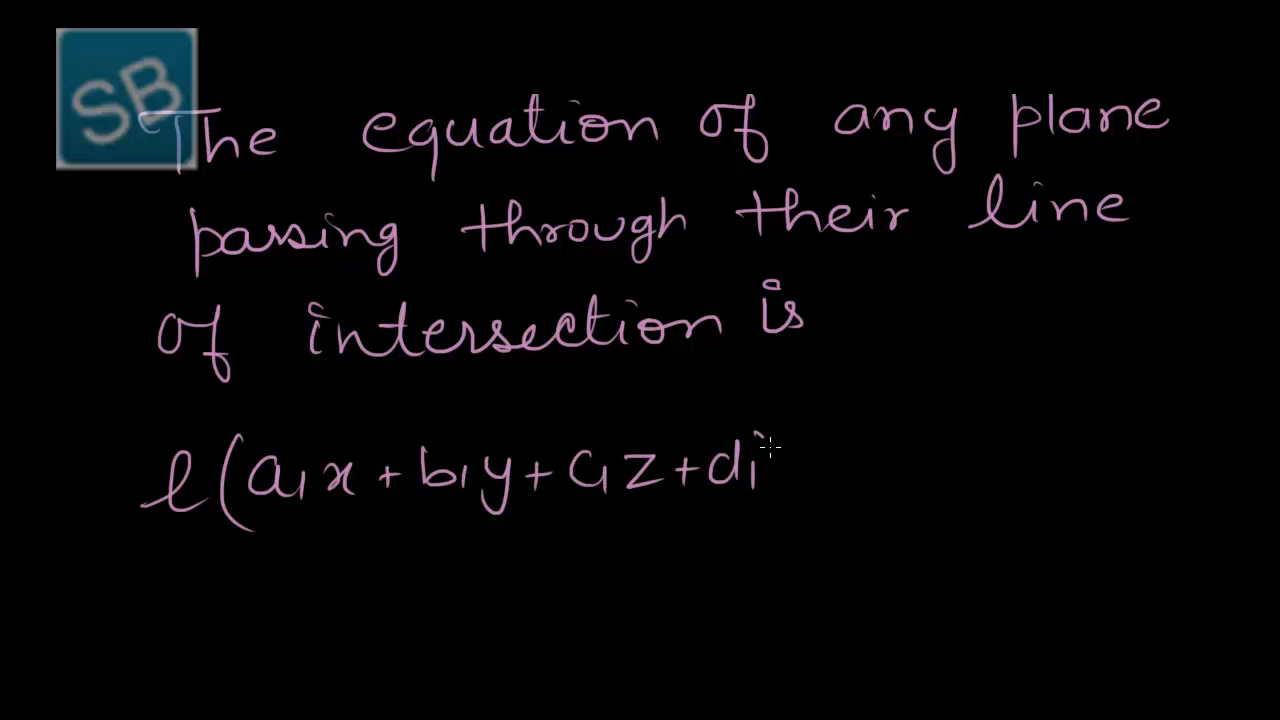 SB
The equation of any plane
passing through their line
of intersection is
l(a₁x + b₁y + c₁z + d₁